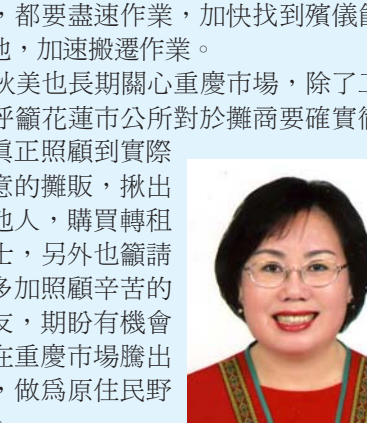 ，都要盡速作業，加快找到殯儀館
地，加速搬遷作業。
狄美也長期關心重慶市場，除了工
呼籲花蓮市公所對於攤商要確實徹
真正照顧到實際
意的攤販，揪出
他人，購買轉租
士，另外也籲請
多加照顧辛苦的
友，期盼有機會
在重慶市場騰出
，做為原住民野